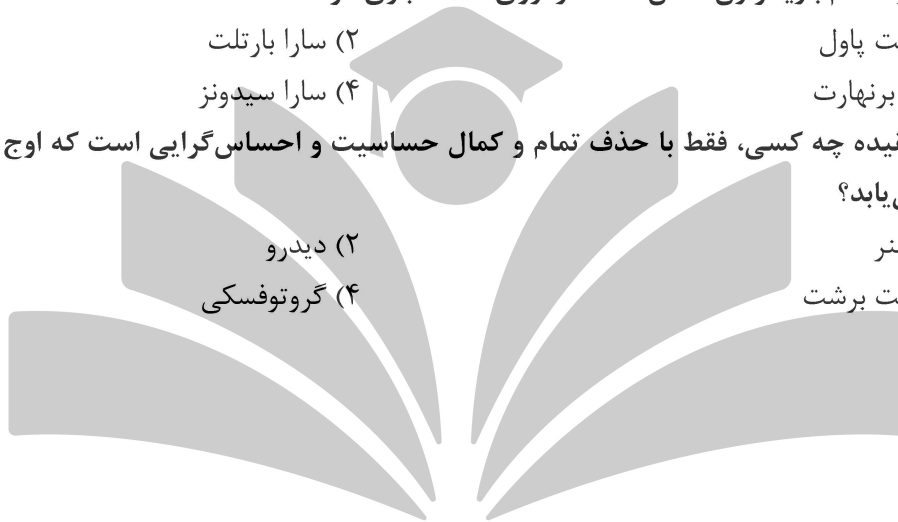 ت پاول ۲) سارا بارتلت
برنهارت ۴) سارا سیدونز
یده چه کسی، فقط با حذف تمام و کمال حساسیت و احساس‌گرایی است که اوج
یابد؟
نر ۲) دیدرو
ت برشت ۴) گروتوفسکی